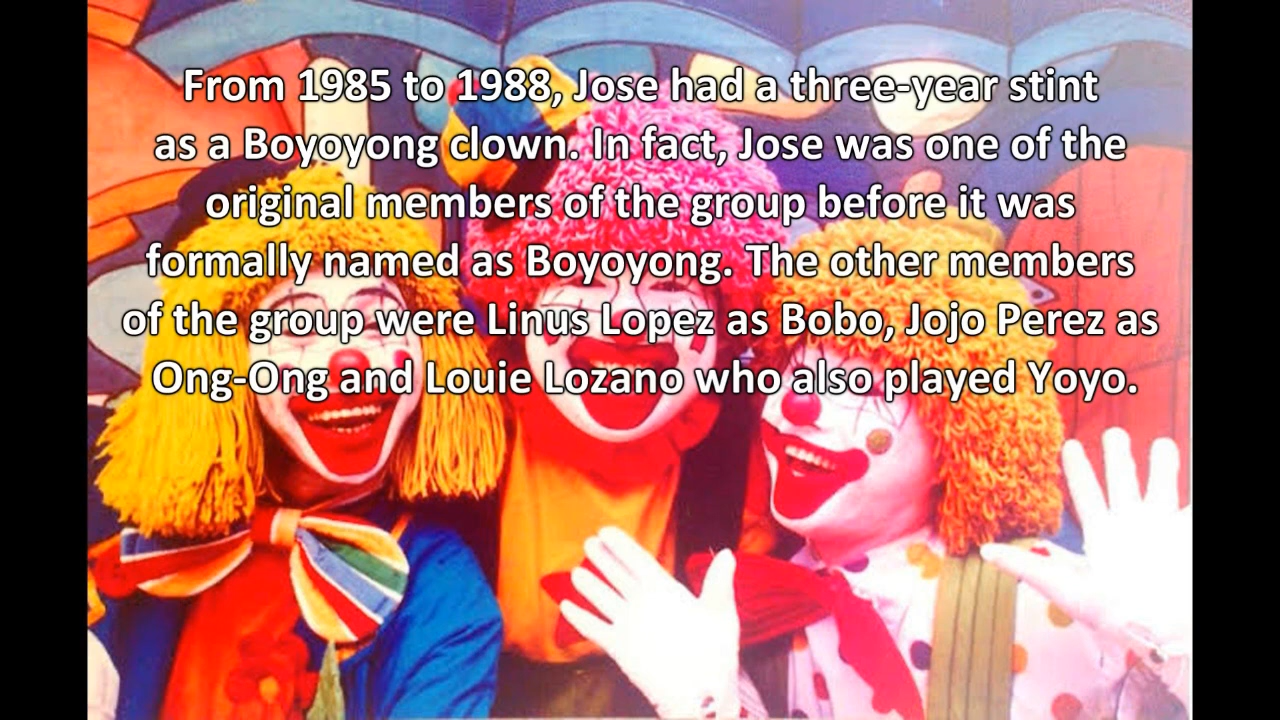 From 1985 to 1988, Jose had a three-year stint
as a Boyoyong clown. In fact, Jose was one of the
original members of the group before it was
formally named as Boyoyong. The other members
of the group were Linus Lopez as Bobo, Jojo Perez as
Ong-Ong and Louie Lozano who also played Yoyo.